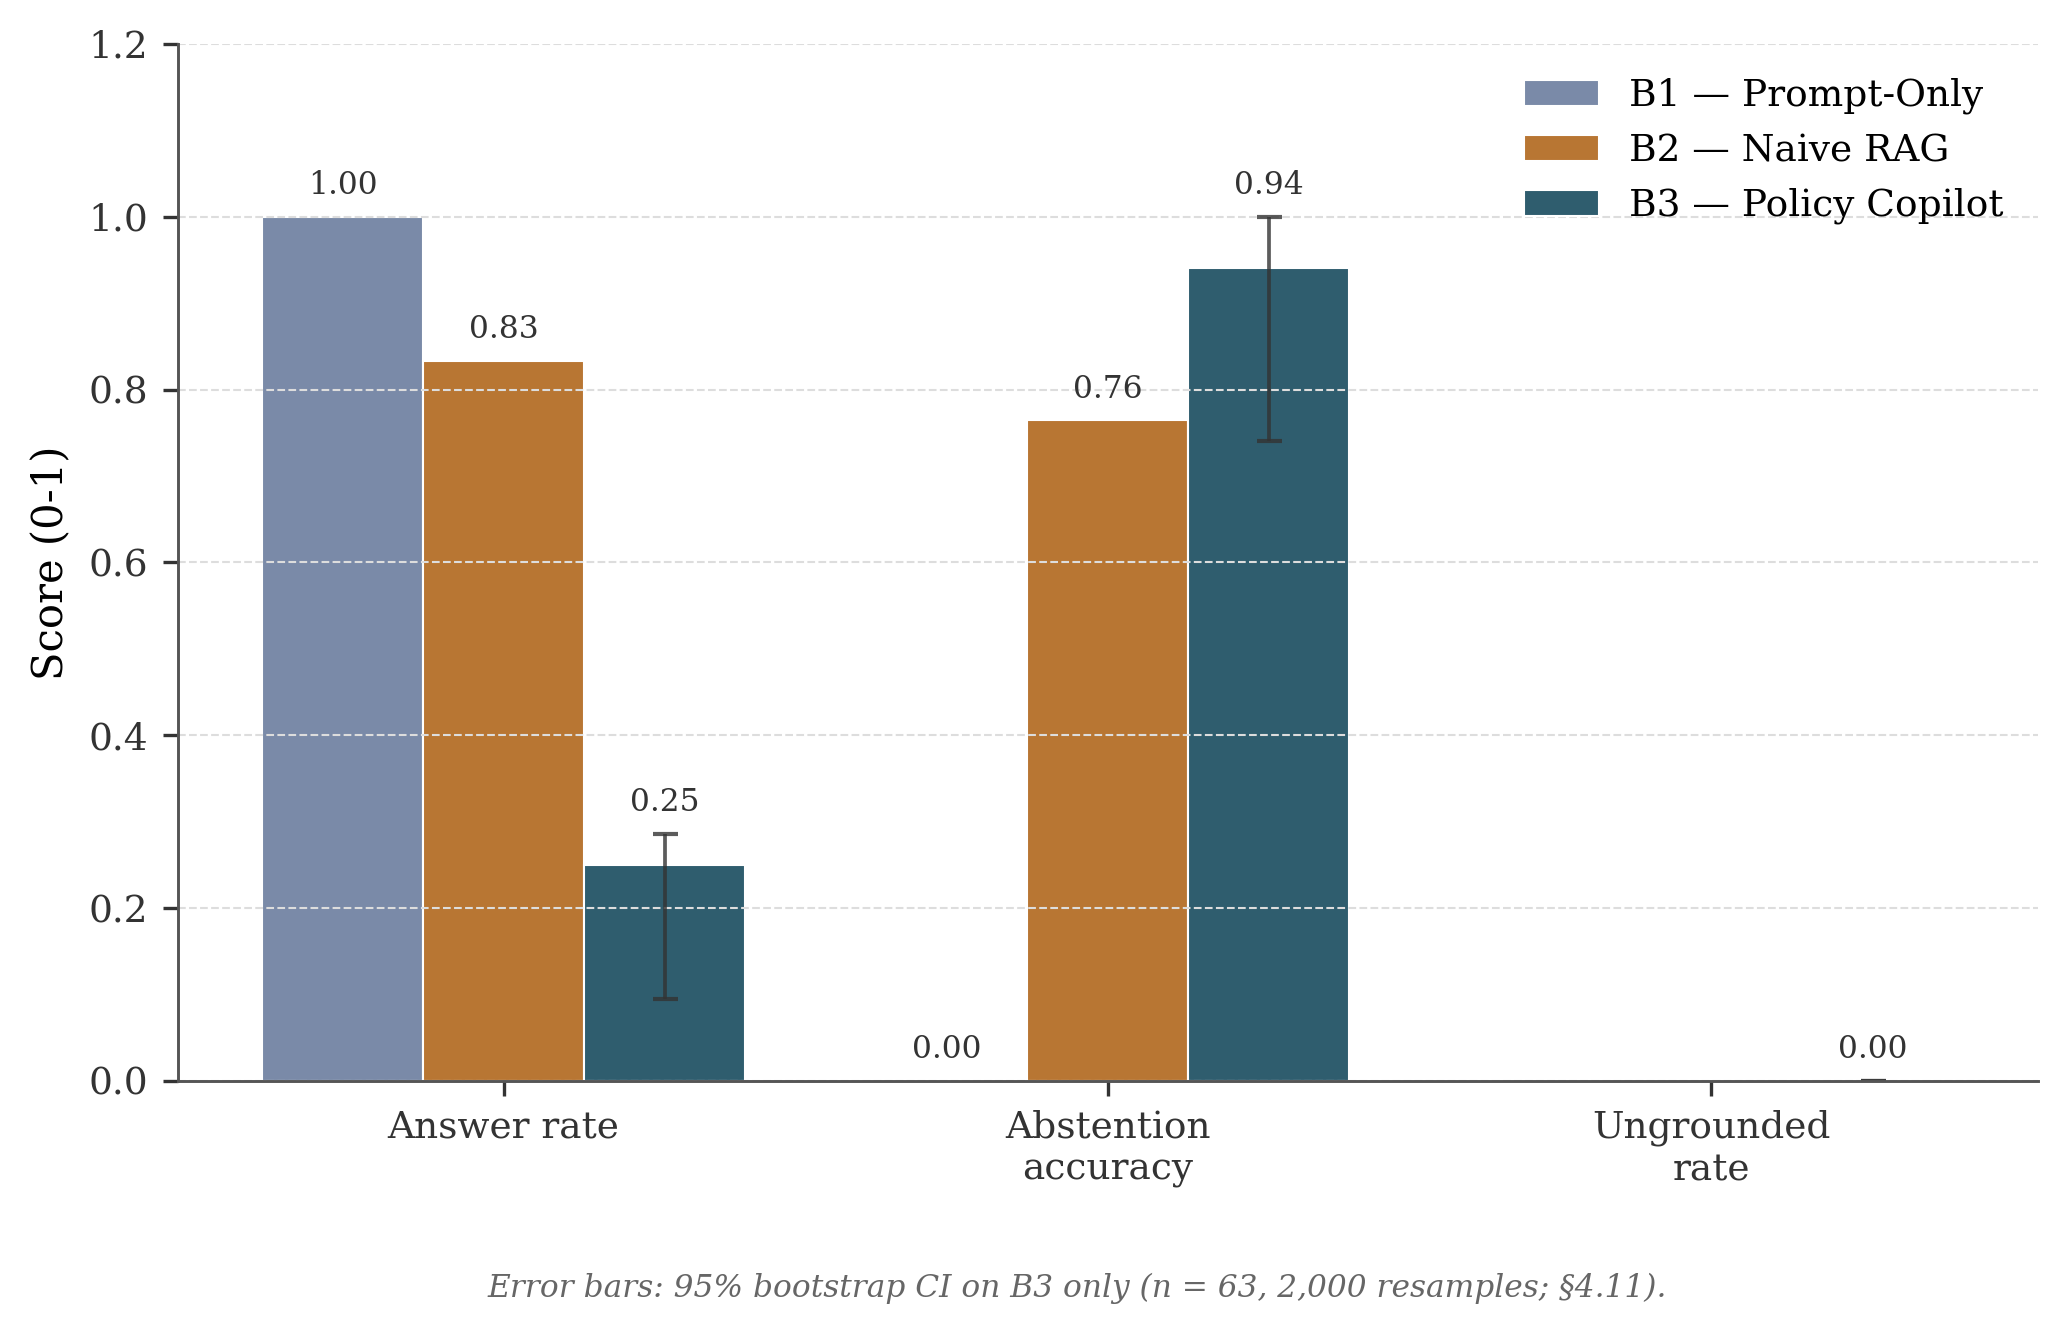 1.2
1.0
0.8
0.6
0.4
0.2
0.0
Score (0-1)
B1 — Prompt-Only
B2 — Naive RAG
B3 — Policy Copilot
1.00
0.83
0.25
0.00
0.76
0.94
0.00
Answer rate
Abstention
accuracy
Ungrounded
rate
Error bars: 95% bootstrap CI on B3 only (n = 63, 2,000 resamples; §4.11).